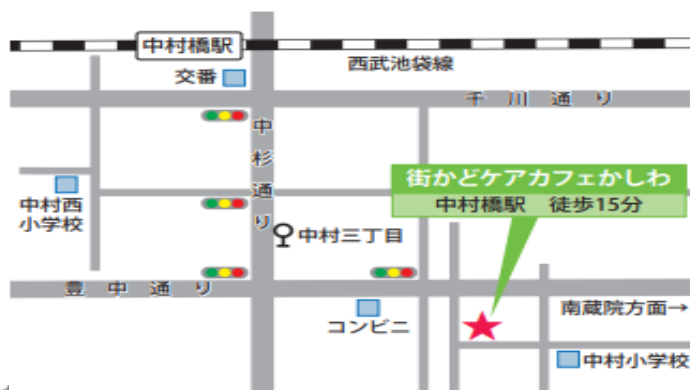 中村橋駅
西武池袋線
交番
千川通り
中杉通り
街かどケアカフェかしわ
中村橋駅 徒歩15分
中村西
小学校
中村三丁目
豊中通り
南蔵院方面→
コンビニ
中村小学校